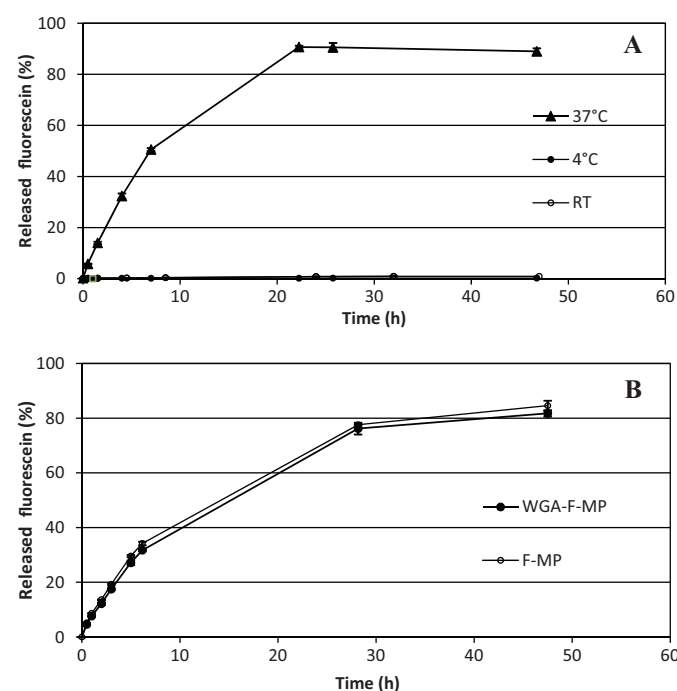 100
A
80
60
37°C
4°C
40
RT
20
0
0 10 20 30 40 50 60
Released fluorescein (%)
Time (h)
100
B
80
60
WGA-F-MP
40
F-MP
20
0
0 10 20 30 40 50 60
Released fluorescein (%)
Time (h)